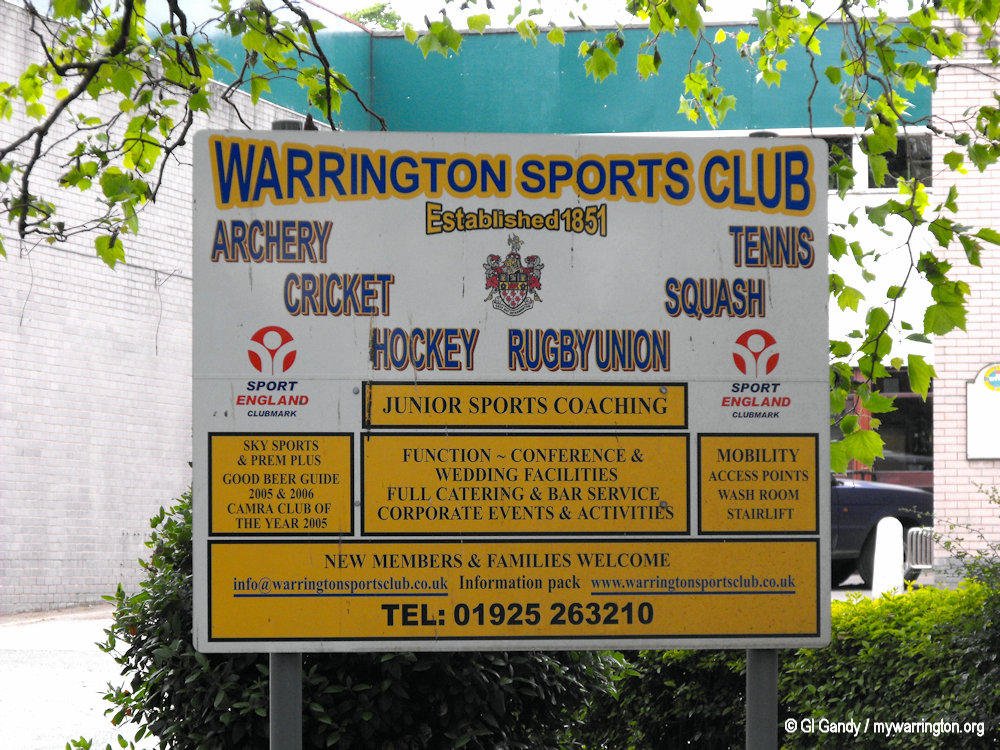 WARRINGTON SPORTS CLUB
Established 1851
ARCHERY
TENNIS
CRICKET
SQUASH
HOCKEY RUGBY UNION
SPORT
ENGLAND
CLUBMARK
SPORT
ENGLAND
CLUBMARK
JUNIOR SPORTS COACHING
SKY SPORTS
& PREM PLUS
GOOD BEER GUIDE
2005 & 2006
CAMRA CLUB OF
THE YEAR 2005
FUNCTION ~ CONFERENCE &
WEDDING FACILITIES
FULL CATERING & BAR SERVICE
CORPORATE EVENTS & ACTIVITIES
MOBILITY
ACCESS POINTS
WASH ROOM
STAIRLIFT
NEW MEMBERS & FAMILIES WELCOME
info@warringtonsportsclub.co.uk Information pack www.warringtonsportsclub.co.uk
TEL: 01925 263210
© GI Gandy / mywarrington.org